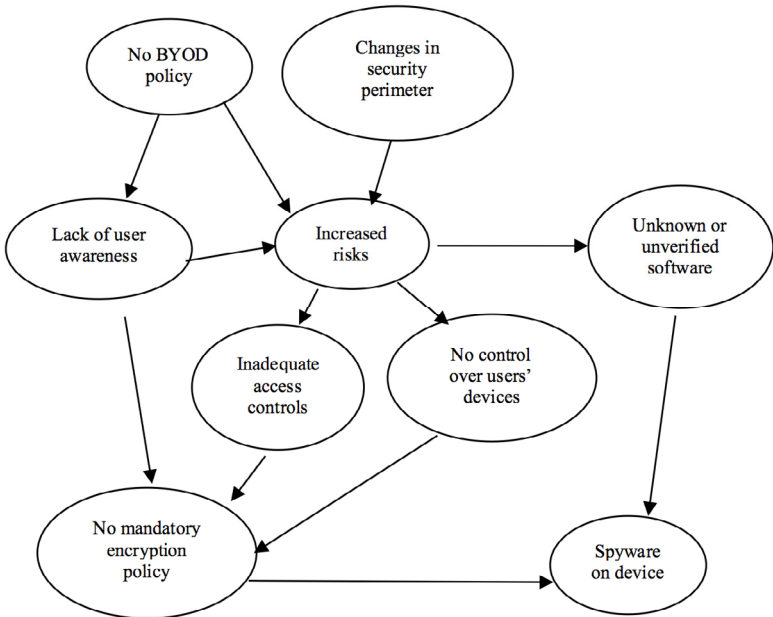 No BYOD
policy
Changes in
security
perimeter
Lack of user
awareness
Increased
risks
Unknown or
unverified
software
Inadequate
access
controls
No control
over users’
devices
No mandatory
encryption
policy
Spyware
on device